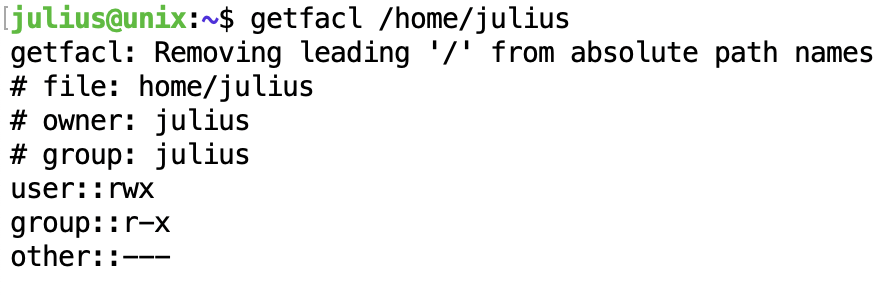 [julius@unix:~$ getfacl /home/julius
getfacl: Removing leading '/' from absolute path names
# file: home/julius
# owner: julius
# group: julius
user::rwx
group::r-x
other::---